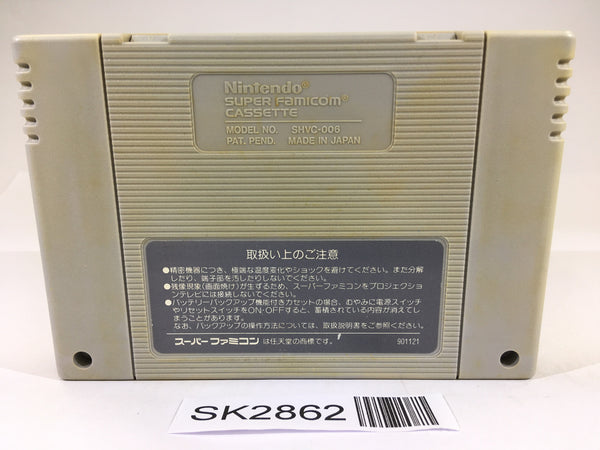 Nintendo®
SUPER FAMICOM®
CASSETTE
MODEL NO. SHVC-006
PAT. PEND. MADE IN JAPAN
取扱い上のご注意
●精密機器につき、極端な温度変化やショックを避けてください。また分解
したり、端子部を汚したりしないでください。
●残像現象(画面焼け)が生ずるため、スーパーファミコンをプロジェクショ
ンテレビには接続しないでください。
●バッテリーバックアップ機能付きカセットの場合、むやみに電源スイッチ
やリセットスイッチをON・OFFすると、蓄積されている内容が消えてし
まうことがあります。
なお、バックアップの操作方法については、取扱説明書をご参照ください。
スーパーファミコン は任天堂の商標です。 901121
SK2862